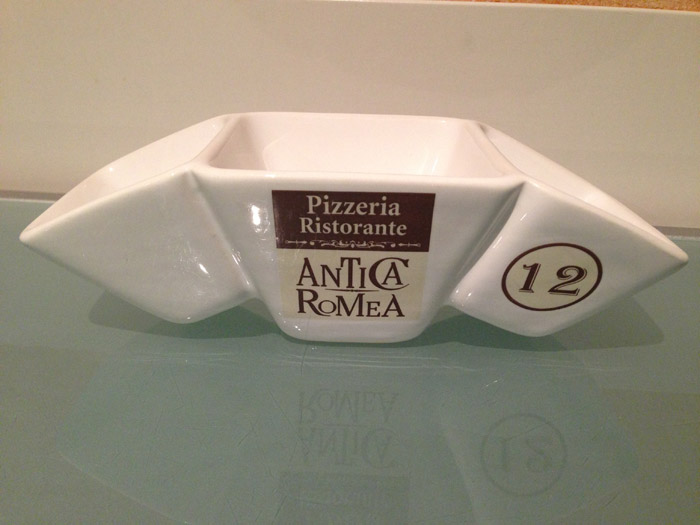 Pizzeria
Ristorante
ANTICA
ROMEA
12